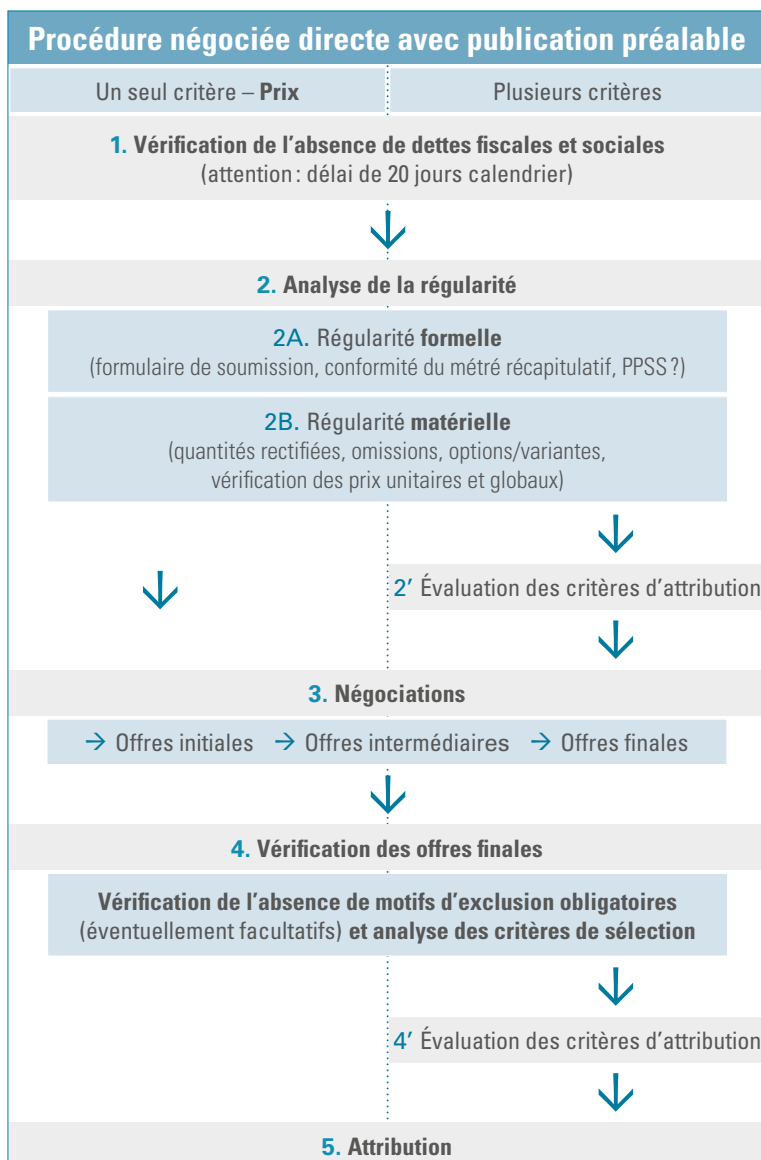 Procédure négociée directe avec publication préalable
Un seul critère – Prix
Plusieurs critères
1. Vérification de l'absence de dettes fiscales et sociales
(attention : délai de 20 jours calendrier)
2. Analyse de la régularité
2A. Régularité formelle
(formulaire de soumission, conformité du métré récapitulatif, PPSS ?)
2B. Régularité matérielle
(quantités rectifiées, omissions, options/variantes,
vérification des prix unitaires et globaux)
2′ Évaluation des critères d'attribution
3. Négociations
→ Offres initiales → Offres intermédiaires → Offres finales
4. Vérification des offres finales
Vérification de l'absence de motifs d'exclusion obligatoires
(éventuellement facultatifs) et analyse des critères de sélection
4′ Évaluation des critères d'attribution
5. Attribution